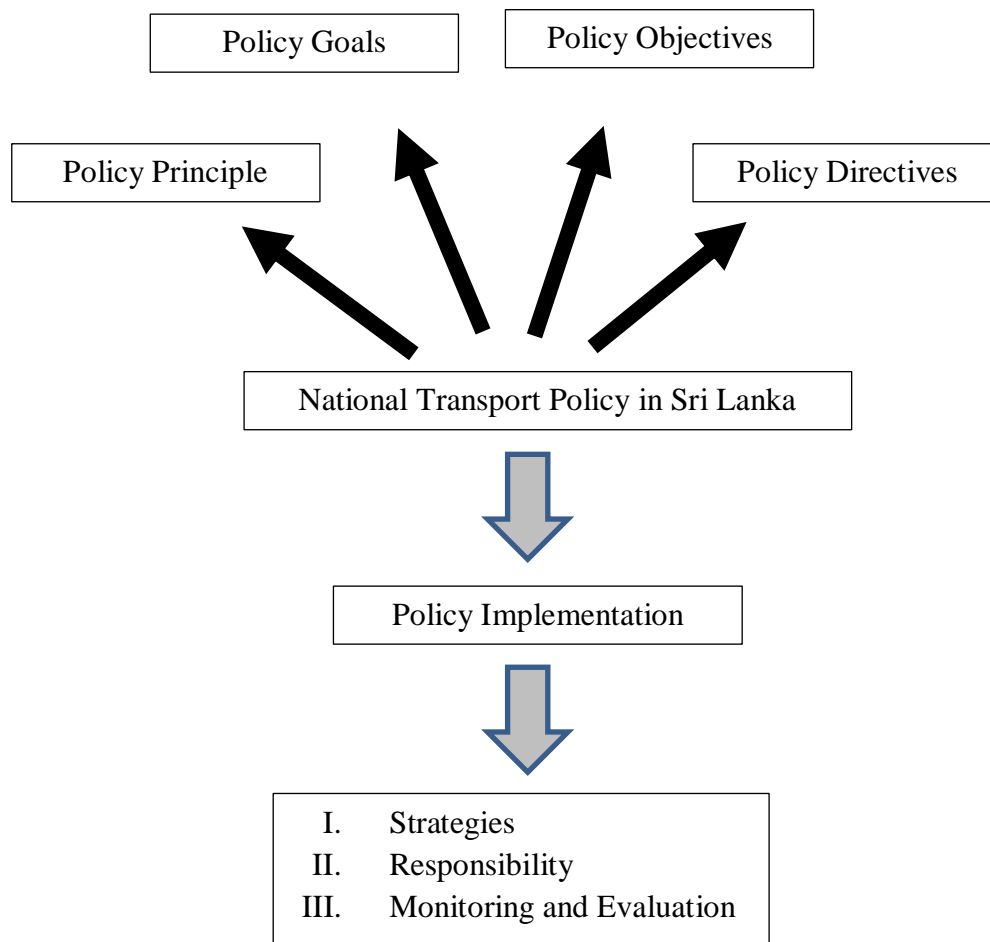 Policy Goals
Policy Objectives
Policy Principle
Policy Directives
National Transport Policy in Sri Lanka
Policy Implementation
I. Strategies
II. Responsibility
III. Monitoring and Evaluation